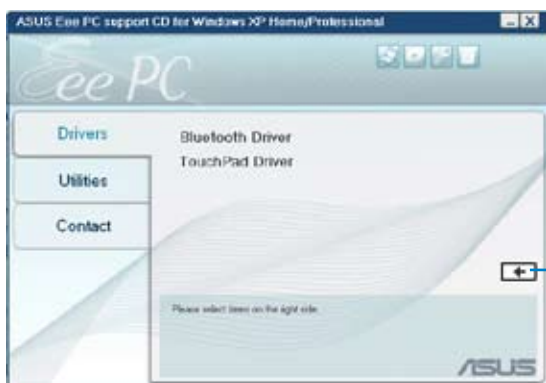 ASUS Eee PC support CD for Windows XP Home/Professional
Eee PC
Drivers
Bluetooth Driver
TouchPad Driver
Utilities
Contact
Please select items on the right side.
ASUS